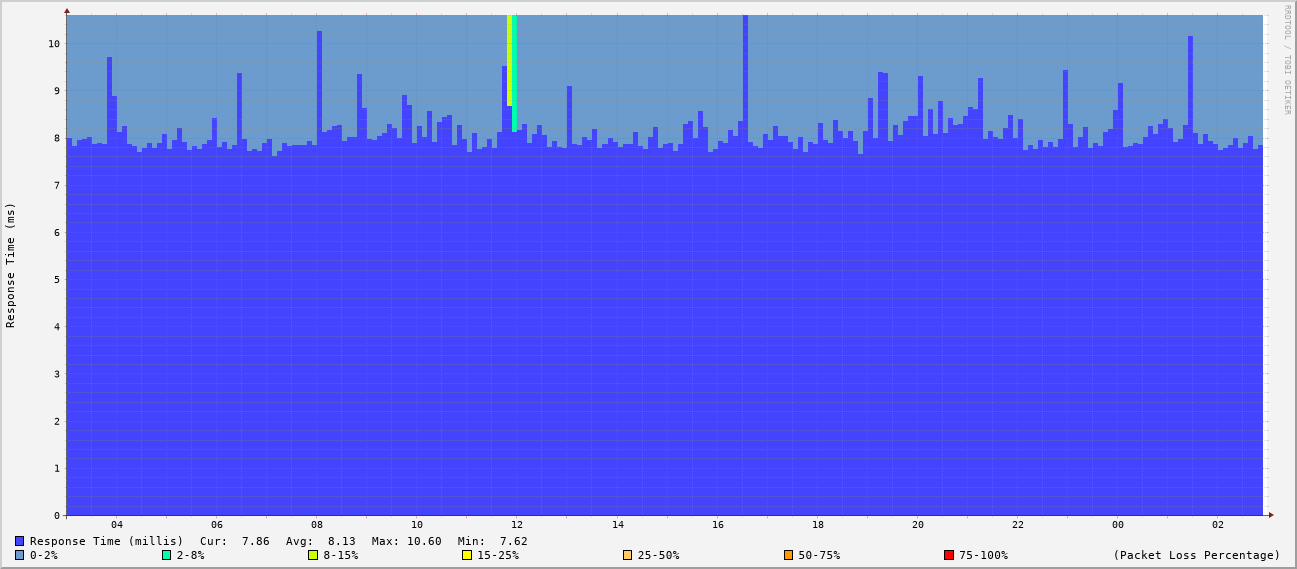 RRDTOOL / TOBI OETIKER
Response Time (ms)
10
9
8
7
6
5
4
3
2
1
0
04 06 08 10 12 14 16 18 20 22 00 02
Response Time (millis) Cur: 7.86 Avg: 8.13 Max: 10.60 Min: 7.62
0-2% 2-8% 8-15% 15-25% 25-50% 50-75% 75-100% (Packet Loss Percentage)